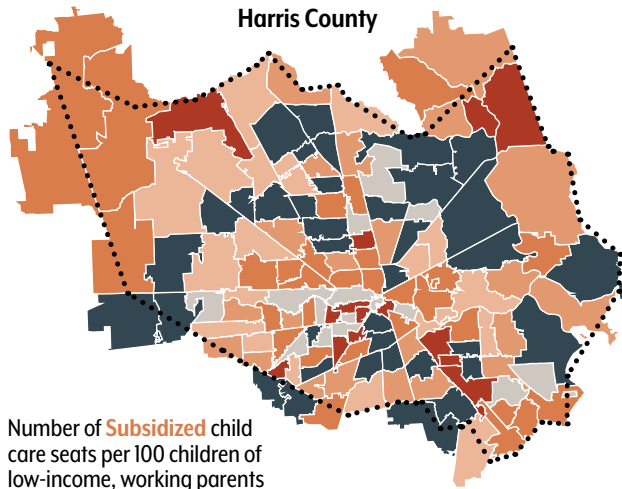 Harris County
Number of Subsidized child
care seats per 100 children of
low-income, working parents